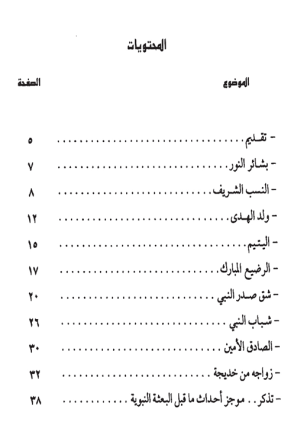 المحتويات
الموضوع الصفحة
- تقديم ................................ ٥
- بشائر النور ................................ ٧
- النسب الشريف ................................ ٨
- ولد الهدى ................................ ١٢
- اليتيم ................................ ١٥
- الرضيع المبارك ................................ ١٧
- شق صدر النبي ................................ ٢٠
- شباب النبي ................................ ٢٦
- الصادق الأمين ................................ ٣٠
- زواجه من خديجة ................................ ٣٢
- تذكر.. موجز أحداث ما قبل البعثة النبوية ............ ٣٨